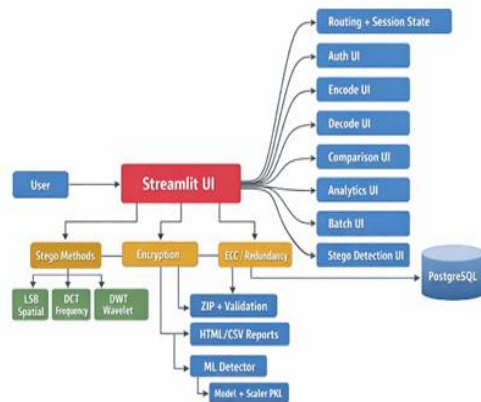 Routing + Session State
Auth UI
Encode UI
Decode UI
Comparison UI
Analytics UI
Batch UI
Stego Detection UI
User
Streamlit UI
Stego Methods
Encryption
ECC / Redundancy
PostgreSQL
LSB
Spatial
DCT
Frequency
DWT
Wavelet
ZIP + Validation
HTML/CSV Reports
ML Detector
Model + Scaler PKL